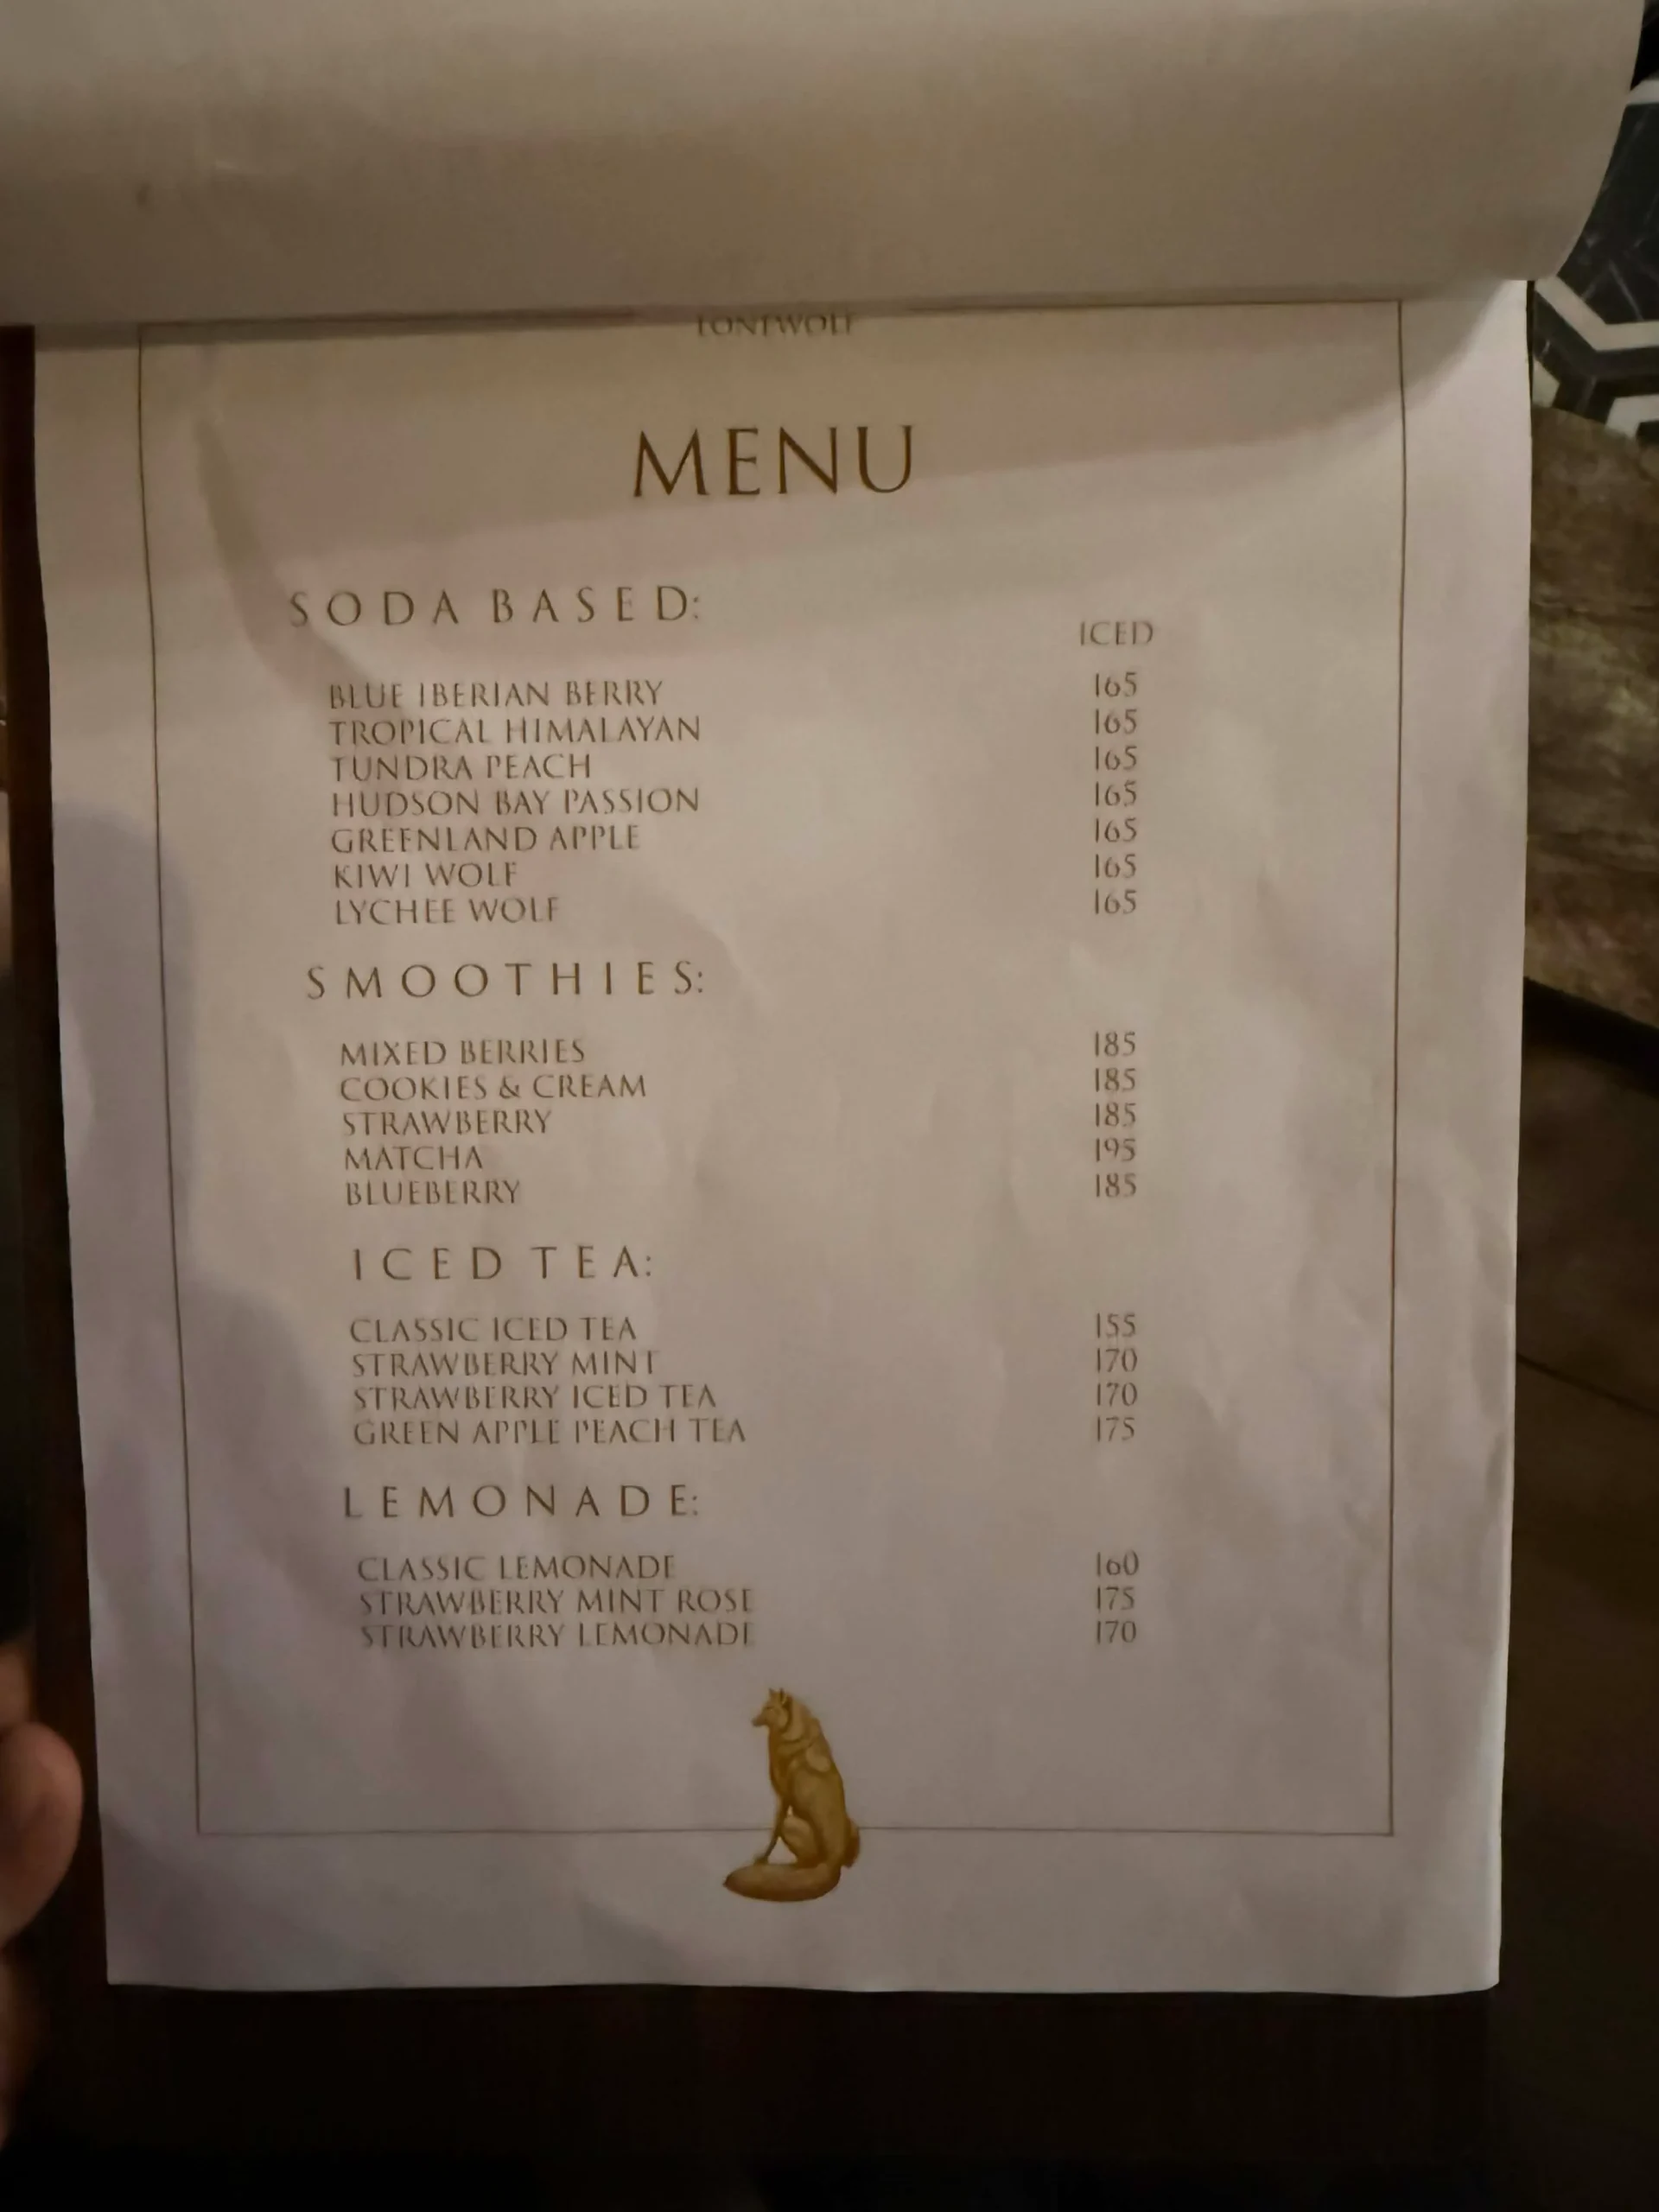 LONEWOLF
MENU
SODA BASED:
ICED
BLUE IBERIAN BERRY 165
TROPICAL HIMALAYAN 165
TUNDRA PEACH 165
HUDSON BAY PASSION 165
GREENLAND APPLE 165
KIWI WOLF 165
LYCHEE WOLF 165
SMOOTHIES:
MIXED BERRIES 185
COOKIES & CREAM 185
STRAWBERRY 185
MATCHA 195
BLUEBERRY 185
ICED TEA:
CLASSIC ICED TEA 155
STRAWBERRY MINT 170
STRAWBERRY ICED TEA 170
GREEN APPLE PEACH TEA 175
LEMONADE:
CLASSIC LEMONADE 160
STRAWBERRY MINT ROSE 175
STRAWBERRY LEMONADE 170